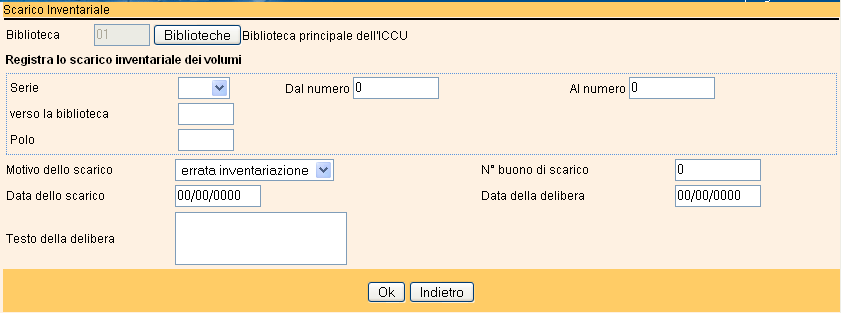 Scarico Inventariale
Biblioteca 01 Biblioteche Biblioteca principale dell'ICCU
Registra lo scarico inventariale dei volumi
Serie Dal numero 0 Al numero 0
verso la biblioteca
Polo
Motivo dello scarico errata inventariazione N° buono di scarico 0
Data dello scarico 00/00/0000 Data della delibera 00/00/0000
Testo della delibera
Ok Indietro